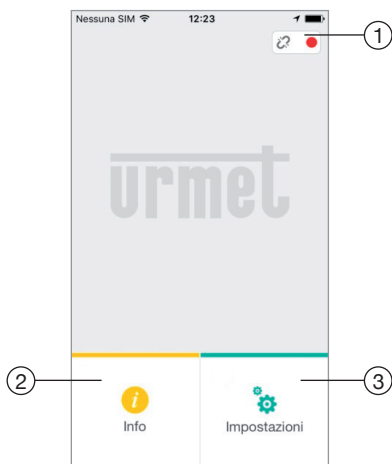 Nessuna SIM 12:23
1
urmet
2
3
i
Info
Impostazioni